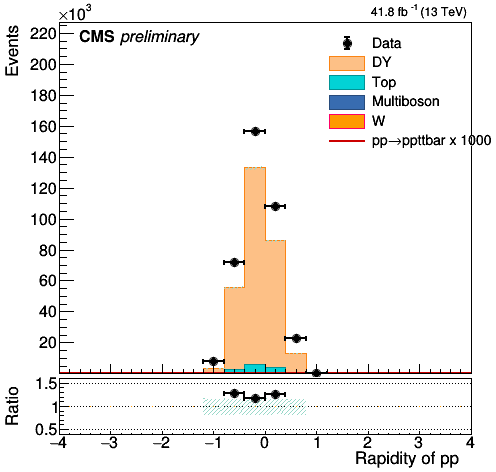 ×10³
41.8 fb⁻¹ (13 TeV)
CMS preliminary
Events
220
200
180
160
140
120
100
80
60
40
20
Data
DY
Top
Multiboson
W
pp→ppttbar x 1000
Ratio
1.5
1
0.5
−4 −3 −2 −1 0 1 2 3 4
Rapidity of pp